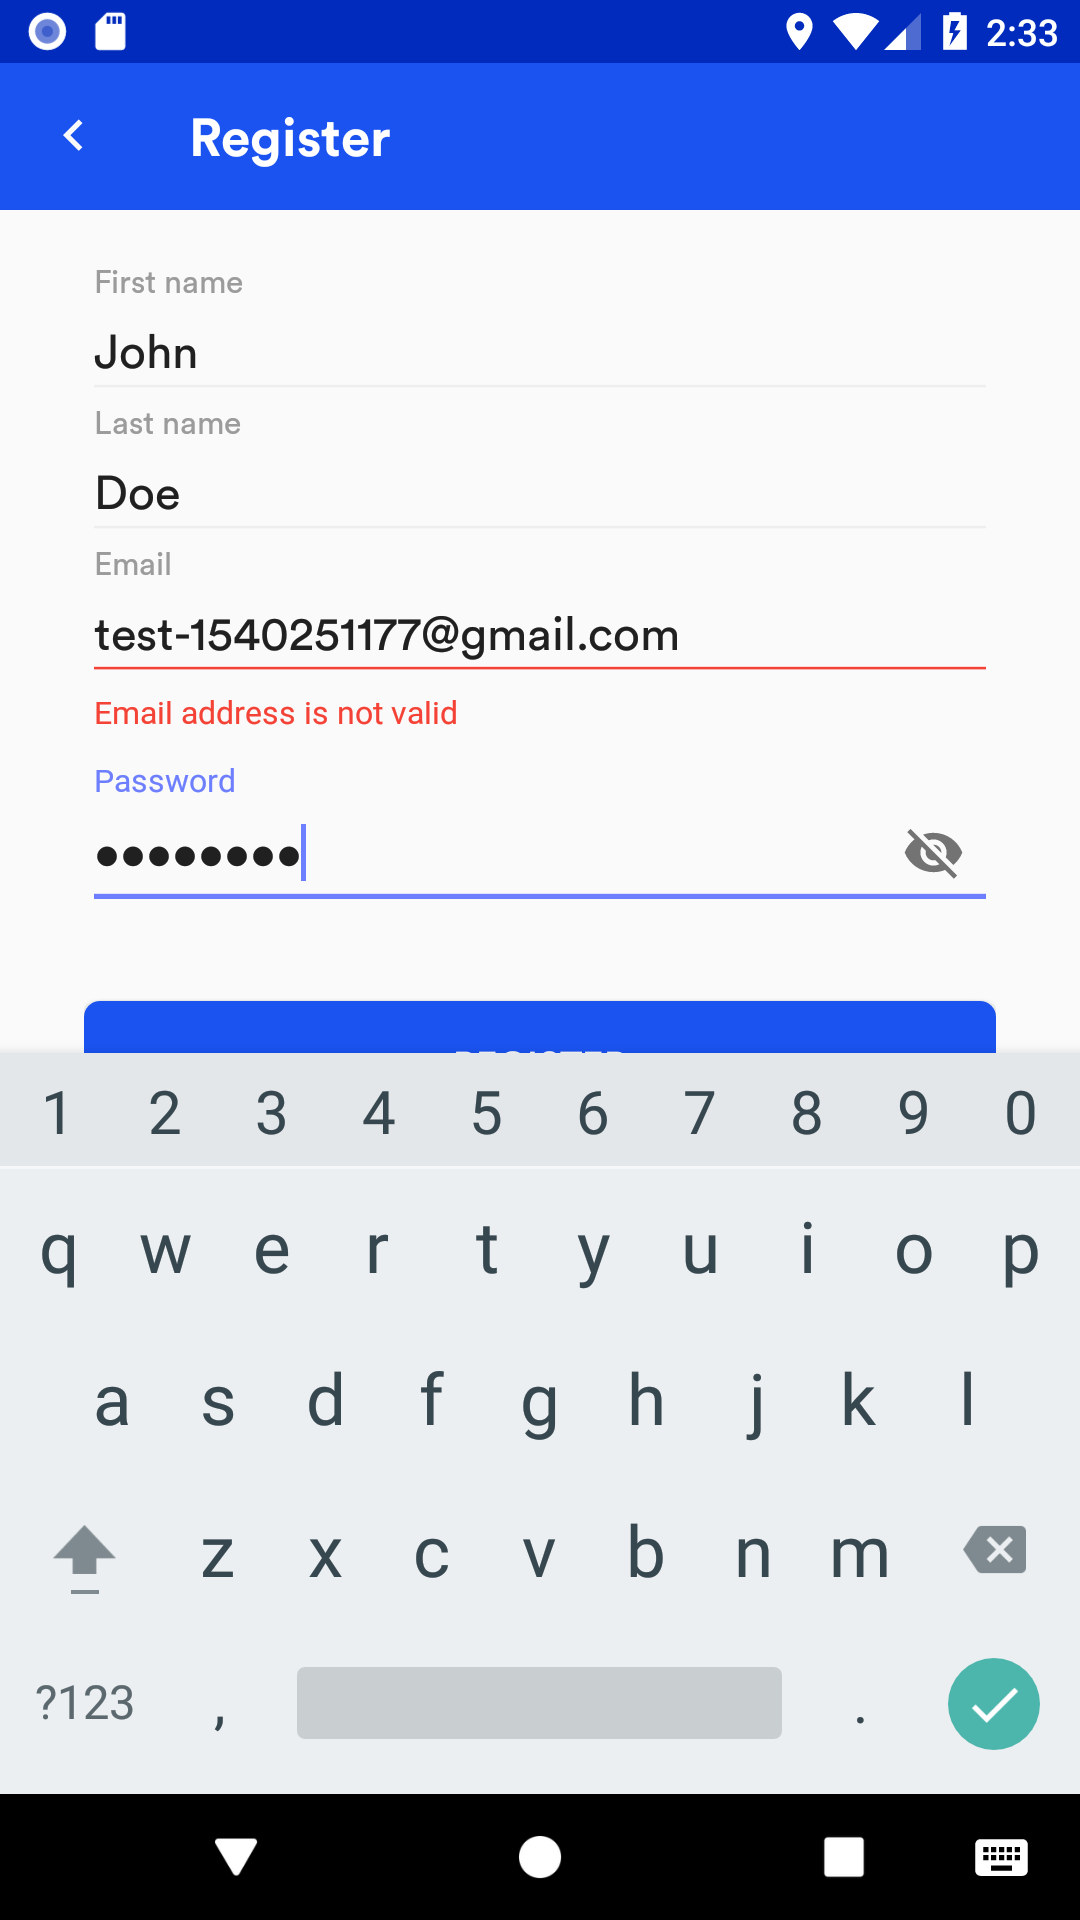 2:33
Register
First name
John
Last name
Doe
Email
test-1540251177@gmail.com
Email address is not valid
Password
••••••••
REGISTER
1 2 3 4 5 6 7 8 9 0
q w e r t y u i o p
a s d f g h j k l
z x c v b n m
?123 , .